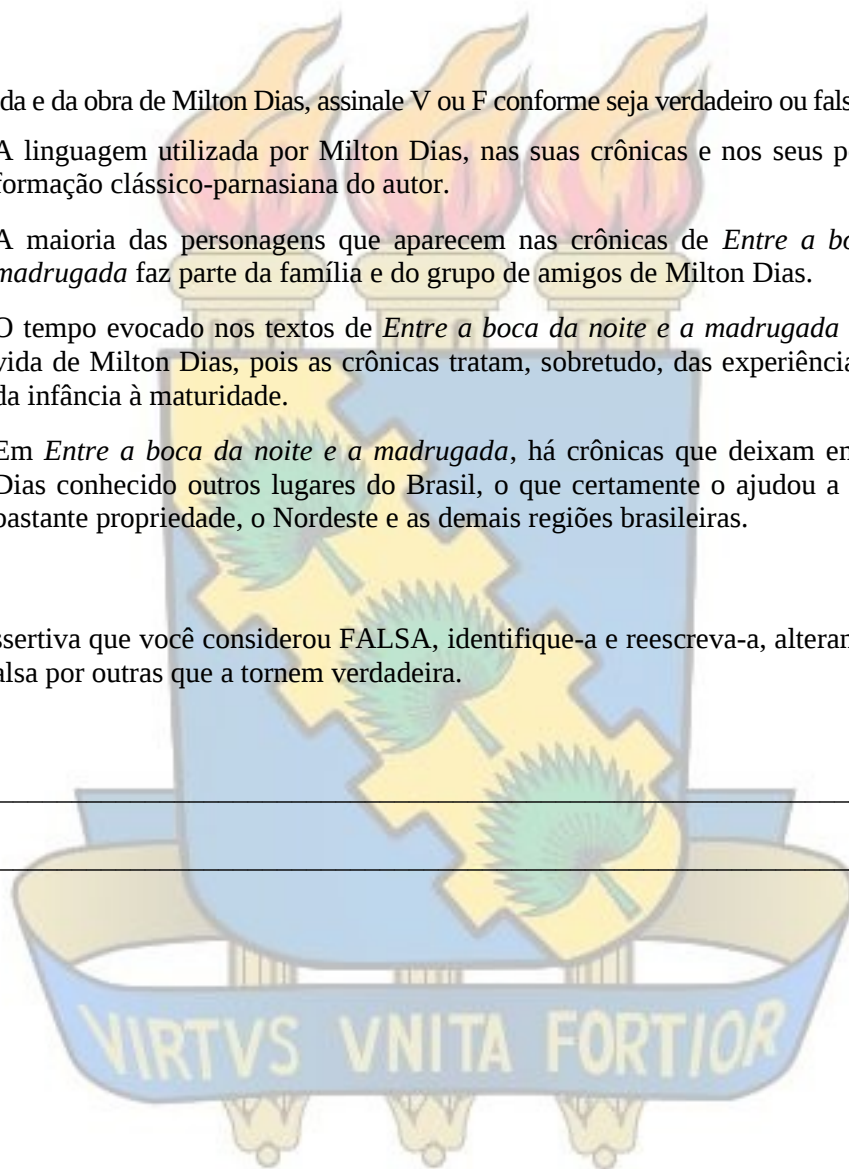 da e da obra de Milton Dias, assinale V ou F conforme seja verdadeiro ou fals
A linguagem utilizada por Milton Dias, nas suas crônicas e nos seus p
formação clássico-parnasiana do autor.
A maioria das personagens que aparecem nas crônicas de Entre a bo
madrugada faz parte da família e do grupo de amigos de Milton Dias.
O tempo evocado nos textos de Entre a boca da noite e a madrugada
vida de Milton Dias, pois as crônicas tratam, sobretudo, das experiência
da infância à maturidade.
Em Entre a boca da noite e a madrugada, há crônicas que deixam en
Dias conhecido outros lugares do Brasil, o que certamente o ajudou a
bastante propriedade, o Nordeste e as demais regiões brasileiras.
ssertiva que você considerou FALSA, identifique-a e reescreva-a, alteran
alsa por outras que a tornem verdadeira.
VIRTVS VNITA FORTIOR